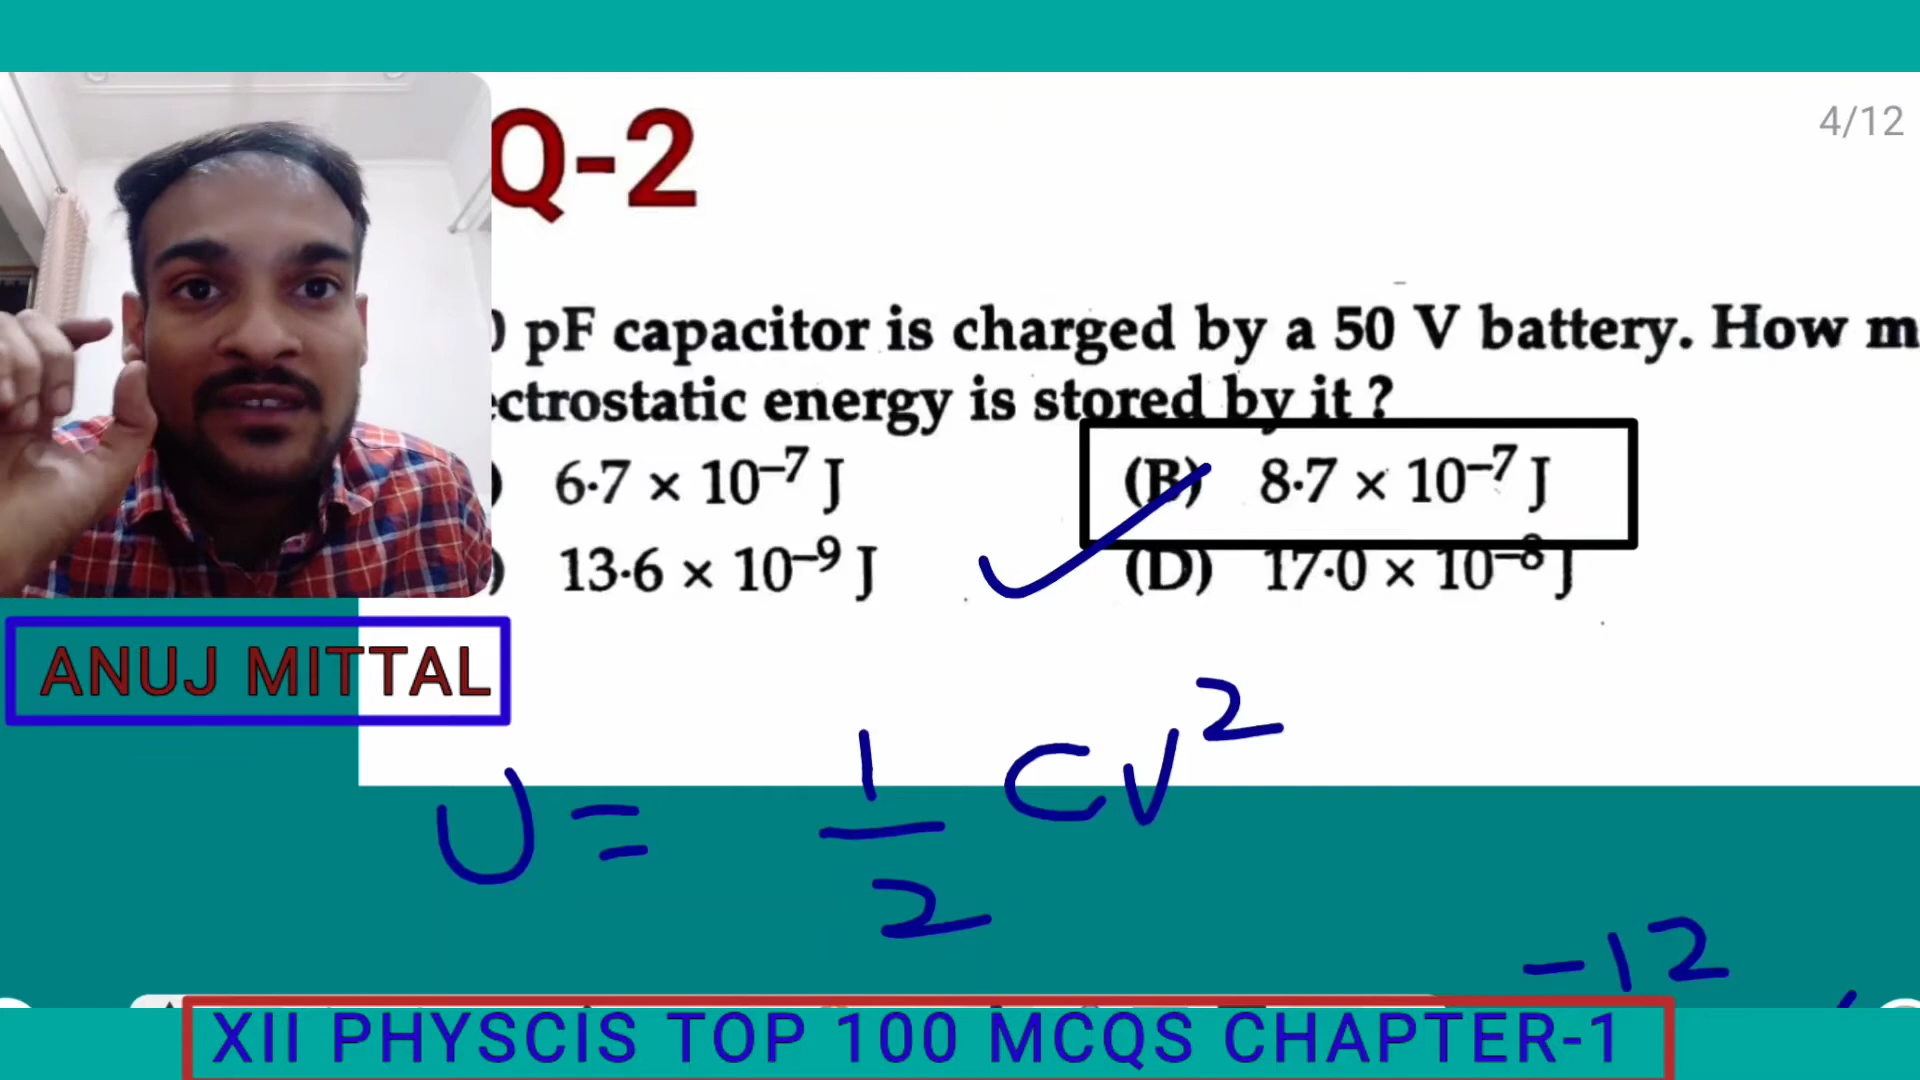 Q-2
4/12
pF capacitor is charged by a 50 V battery. How
ctrostatic energy is stored by it ?
6·7 × 10⁻⁷ J
(B) 8·7 × 10⁻⁷ J
13·6 × 10⁻⁹ J
(D) 17·0 × 10⁻⁸ J
ANUJ MITTAL
U = 1/2 CV²
-12
XII PHYSCIS TOP 100 MCQS CHAPTER-1